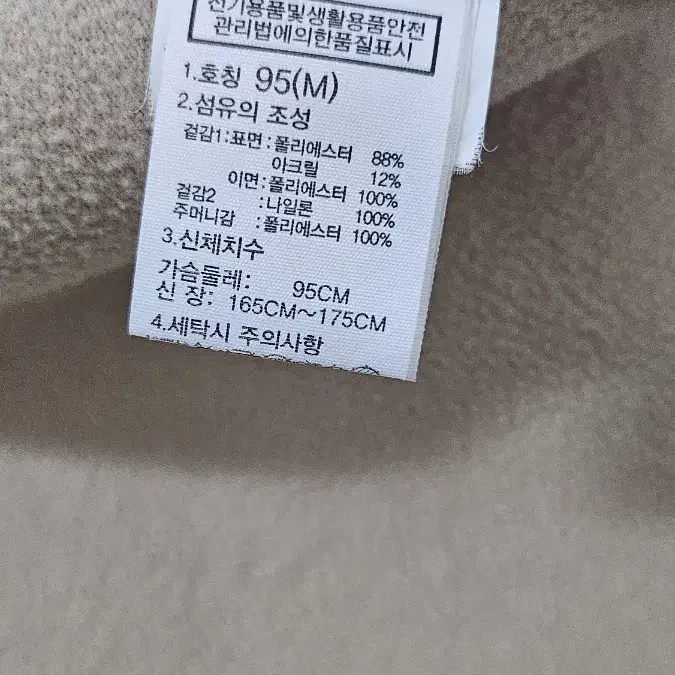 전기용품및생활용품안전
관리법에의한품질표시
1.호칭 95(M)
2.섬유의 조성
겉감1:표면:폴리에스터 88%
아크릴 12%
이면:폴리에스터 100%
겉감2 :나일론 100%
주머니감 :폴리에스터 100%
3.신체치수
가슴둘레: 95CM
신 장: 165CM~175CM
4.세탁시 주의사항